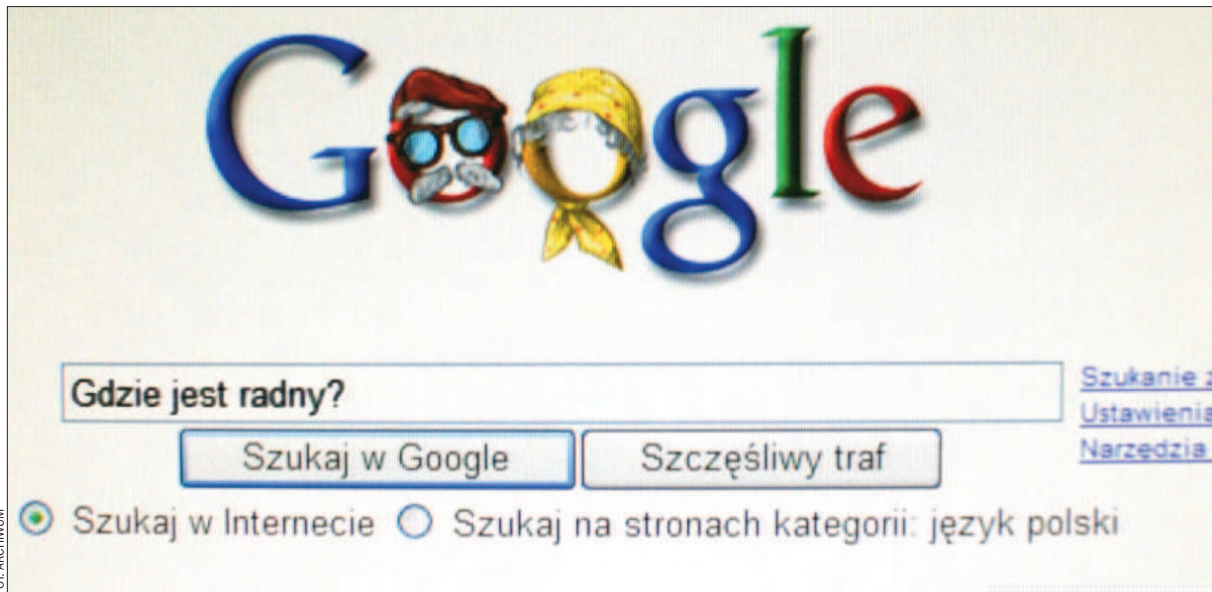 Google
Gdzie jest radny?
Szukanie z
Ustawienia
Narzędzia
Szukaj w Google Szczęśliwy traf
Szukaj w Internecie Szukaj na stronach kategorii: język polski
ARCHIWUM